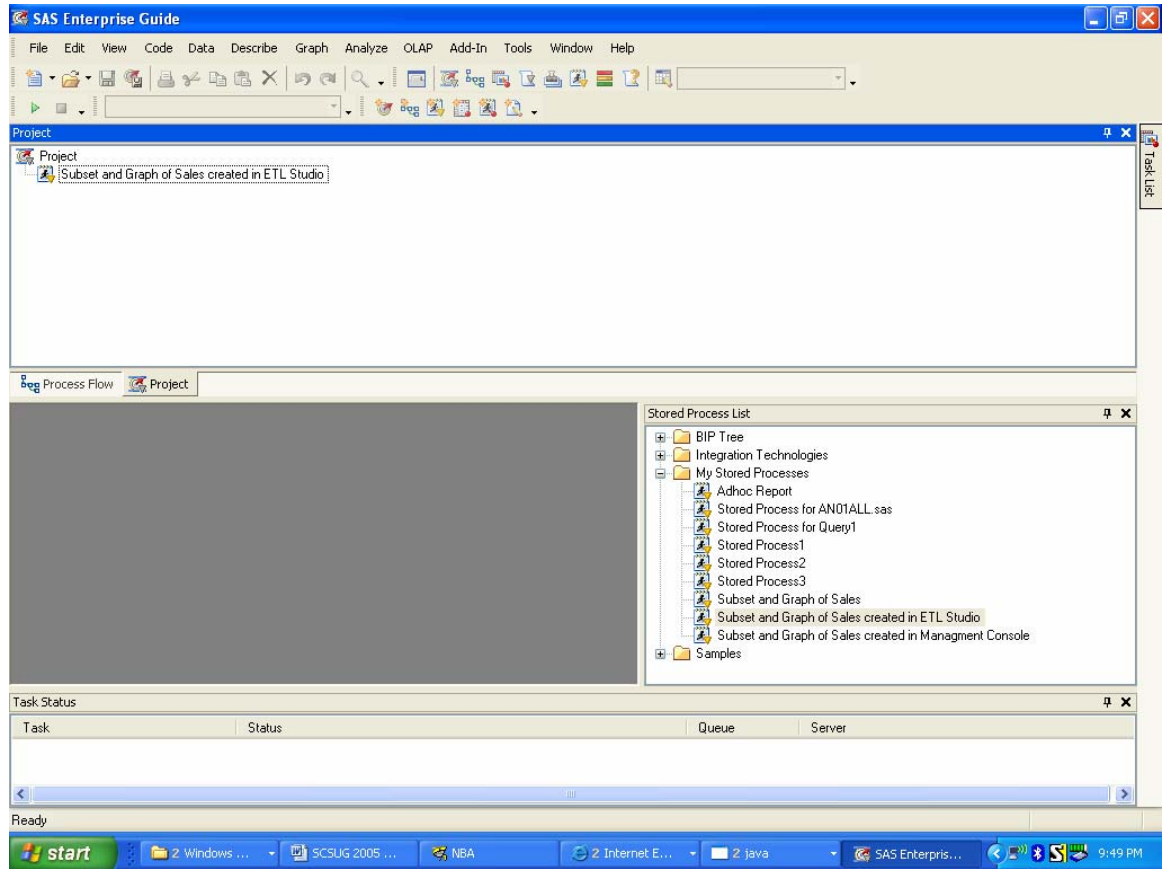 SAS Enterprise Guide
File Edit View Code Data Describe Graph Analyze OLAP Add-In Tools Window Help
Project
Task List
Project
Subset and Graph of Sales created in ETL Studio
Process Flow Project
Stored Process List
BIP Tree
Integration Technologies
My Stored Processes
Adhoc Report
Stored Process for AN01ALL.sas
Stored Process for Query1
Stored Process1
Stored Process2
Stored Process3
Subset and Graph of Sales
Subset and Graph of Sales created in ETL Studio
Subset and Graph of Sales created in Managment Console
Samples
Task Status
Task Status Queue Server
Ready
start 2 Windows ... SCSUG 2005 ... NBA 2 Internet E... 2 java SAS Enterpris... 9:49 PM